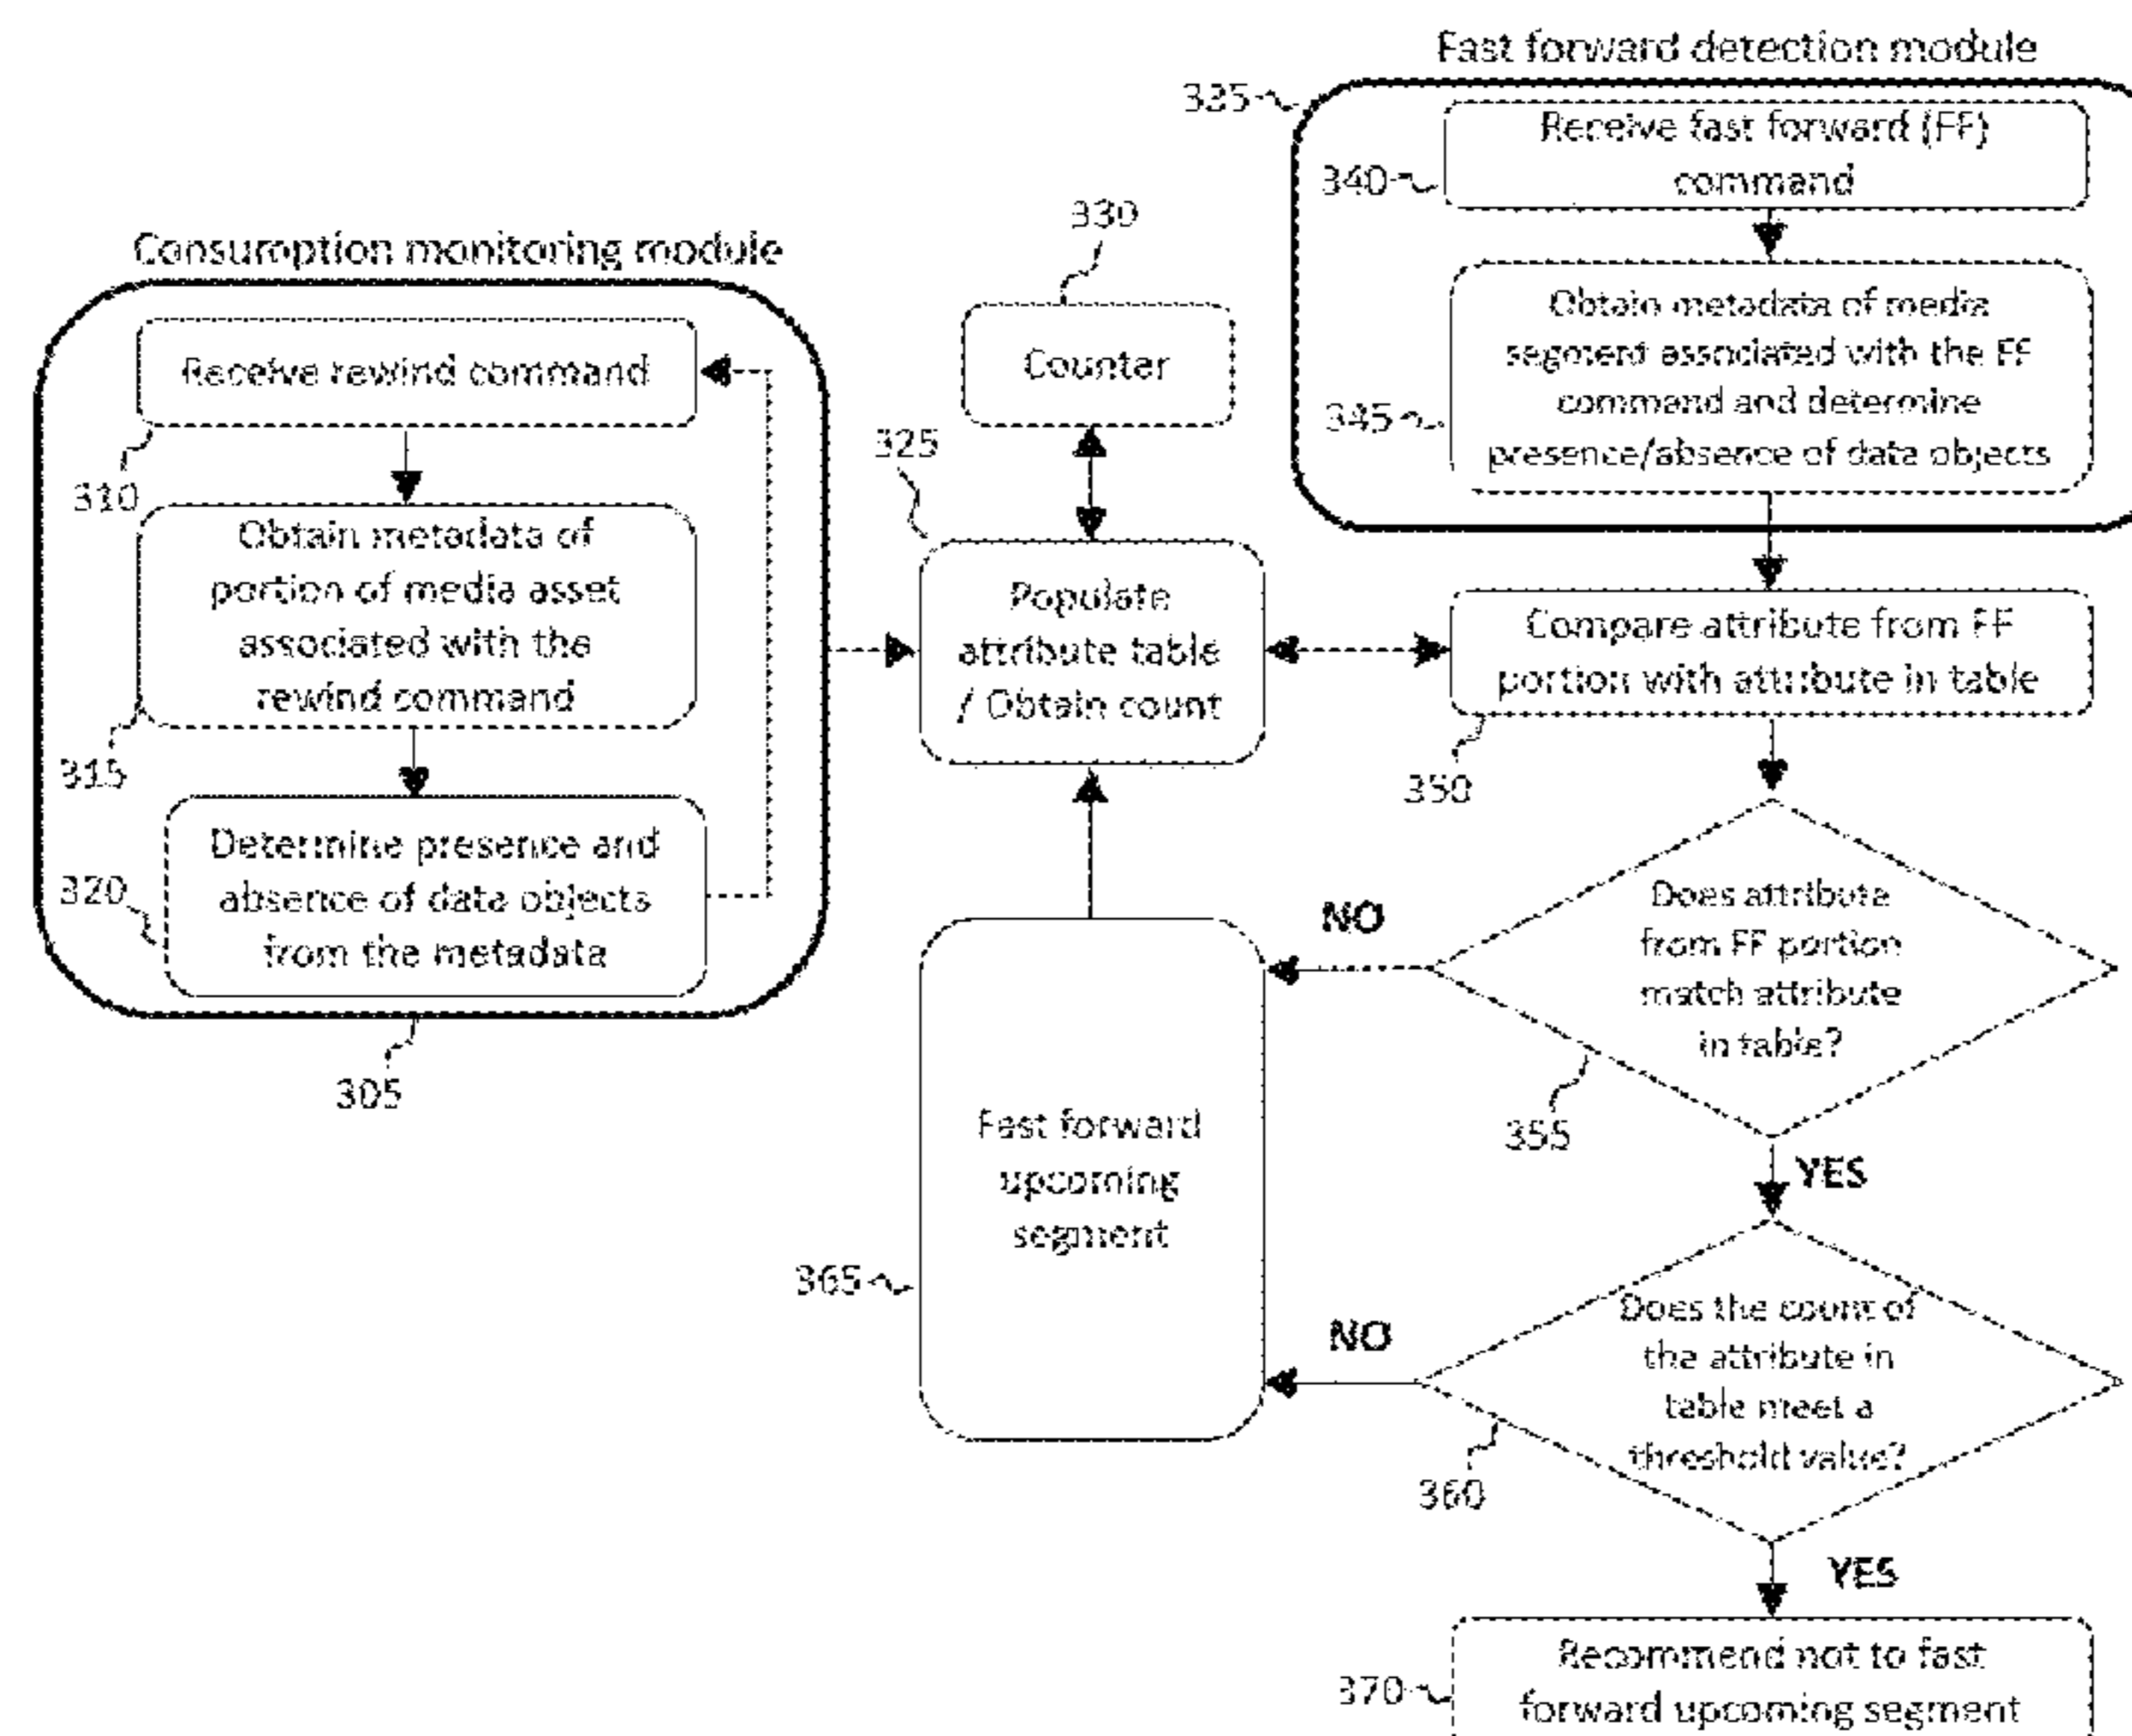 Fast forward detection module
335
Receive fast forward (FF)
command
340
Obtain metadata of media
segment associated with the FF
command and determine
presence/absence of data objects
345
Consumption monitoring module
Receive rewind command
310
Obtain metadata of
portion of media asset
associated with the
rewind command
315
Determine presence and
absence of data objects
from the metadata
320
305
330
Counter
325
Populate
attribute table
/ Obtain count
Compare attribute from FF
portion with attribute in table
350
Does attribute
from FF portion
match attribute
in table?
355
NO
YES
Fast forward
upcoming
segment
365
Does the count of
the attribute in
table meet a
threshold value?
360
NO
YES
Recommend not to fast
forward upcoming segment
370